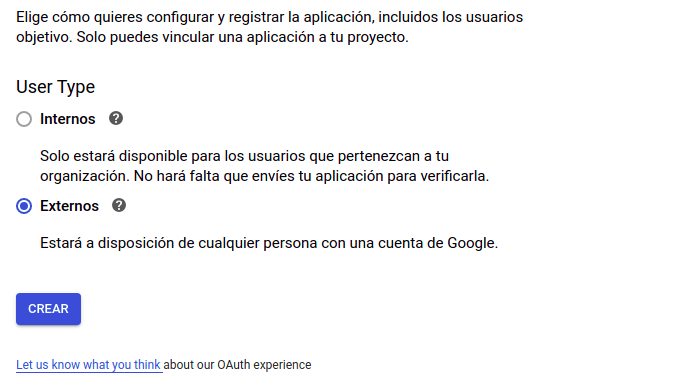 Elige cómo quieres configurar y registrar la aplicación, incluidos los usuarios
objetivo. Solo puedes vincular una aplicación a tu proyecto.
User Type
Internos ?
Solo estará disponible para los usuarios que pertenezcan a tu
organización. No hará falta que envíes tu aplicación para verificarla.
Externos ?
Estará a disposición de cualquier persona con una cuenta de Google.
CREAR
Let us know what you think about our OAuth experience